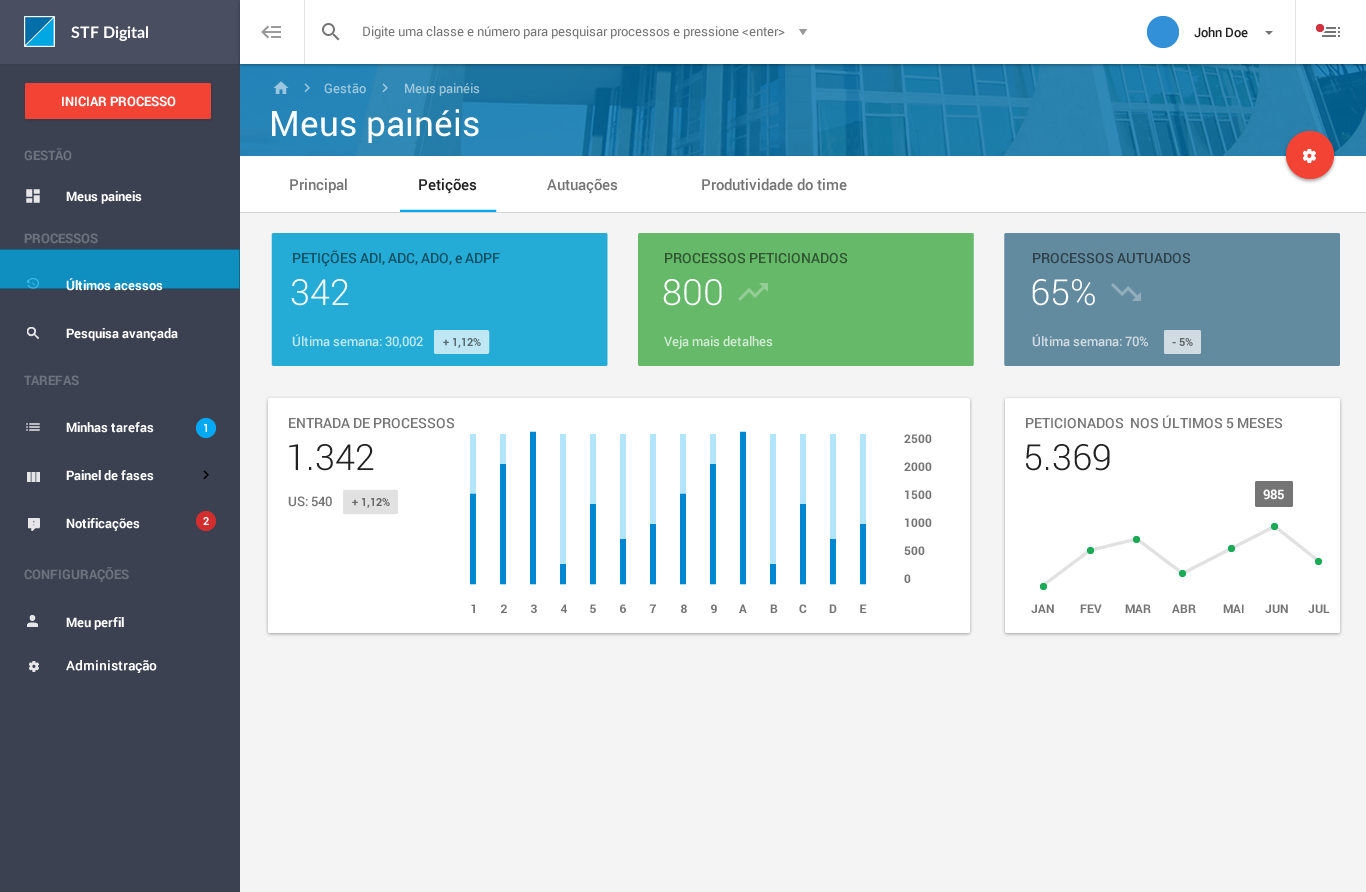 STF Digital
INICIAR PROCESSO
GESTÃO
Meus paineis
PROCESSOS
Últimos acessos
Pesquisa avançada
TAREFAS
Minhas tarefas 1
Painel de fases
Notificações 2
CONFIGURAÇÕES
Meu perfil
Administração
Digite uma classe e número para pesquisar processos e pressione <enter>
John Doe
Gestão Meus painéis
Meus painéis
Principal Petições Autuações Produtividade do time
PETIÇÕES ADI, ADC, ADO, e ADPF
342
Última semana: 30,002 + 1,12%
PROCESSOS PETICIONADOS
800
Veja mais detalhes
PROCESSOS AUTUADOS
65%
Última semana: 70% - 5%
ENTRADA DE PROCESSOS
1.342
US: 540 + 1,12%
2500
2000
1500
1000
500
0
1 2 3 4 5 6 7 8 9 A B C D E
PETICIONADOS NOS ÚLTIMOS 5 MESES
5.369
985
JAN FEV MAR ABR MAI JUN JUL